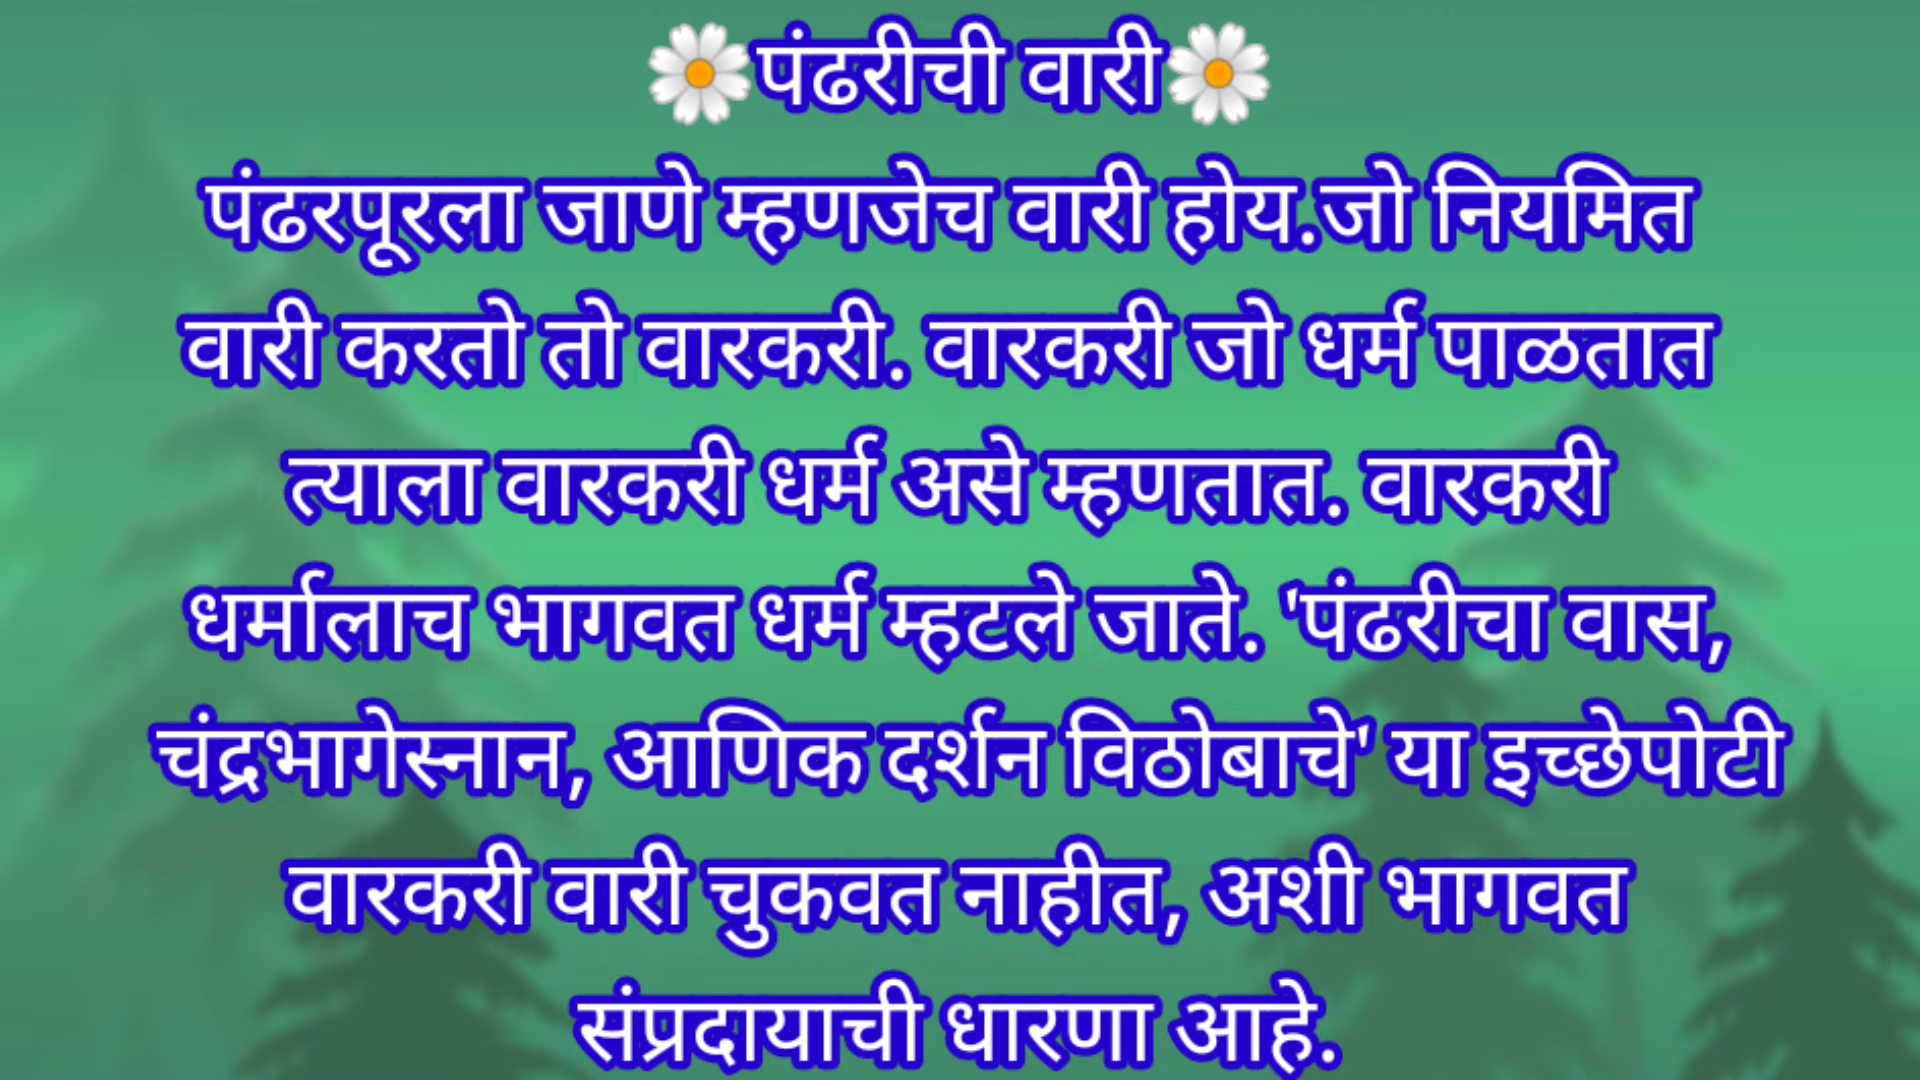 🌼पंढरीची वारी🌼
पंढरपूरला जाणे म्हणजेच वारी होय.जो नियमित
वारी करतो तो वारकरी. वारकरी जो धर्म पाळतात
त्याला वारकरी धर्म असे म्हणतात. वारकरी
धर्मालाच भागवत धर्म म्हटले जाते. 'पंढरीचा वास,
चंद्रभागेस्नान, आणिक दर्शन विठोबाचे' या इच्छेपोटी
वारकरी वारी चुकवत नाहीत, अशी भागवत
संप्रदायाची धारणा आहे.